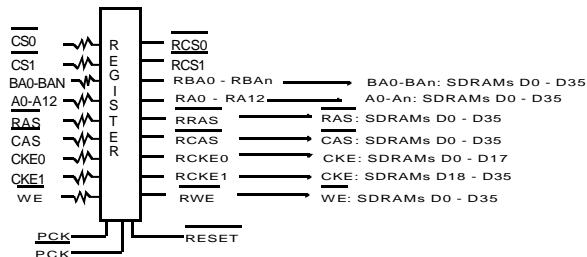 CS0 RCS0
CS1 RCS1
BA0-BAN RBA0 - RBAn BA0-BAn: SDRAMs D0 - D35
A0-A12 RA0 - RA12 A0-An: SDRAMs D0 - D35
RAS RRAS RAS: SDRAMs D0 - D35
CAS RCAS CAS: SDRAMs D0 - D35
CKE0 RCKE0 CKE: SDRAMs D0 - D17
CKE1 RCKE1 CKE: SDRAMs D18 - D35
WE RWE WE: SDRAMs D0 - D35
REGISTER
PCK RESET
PCK